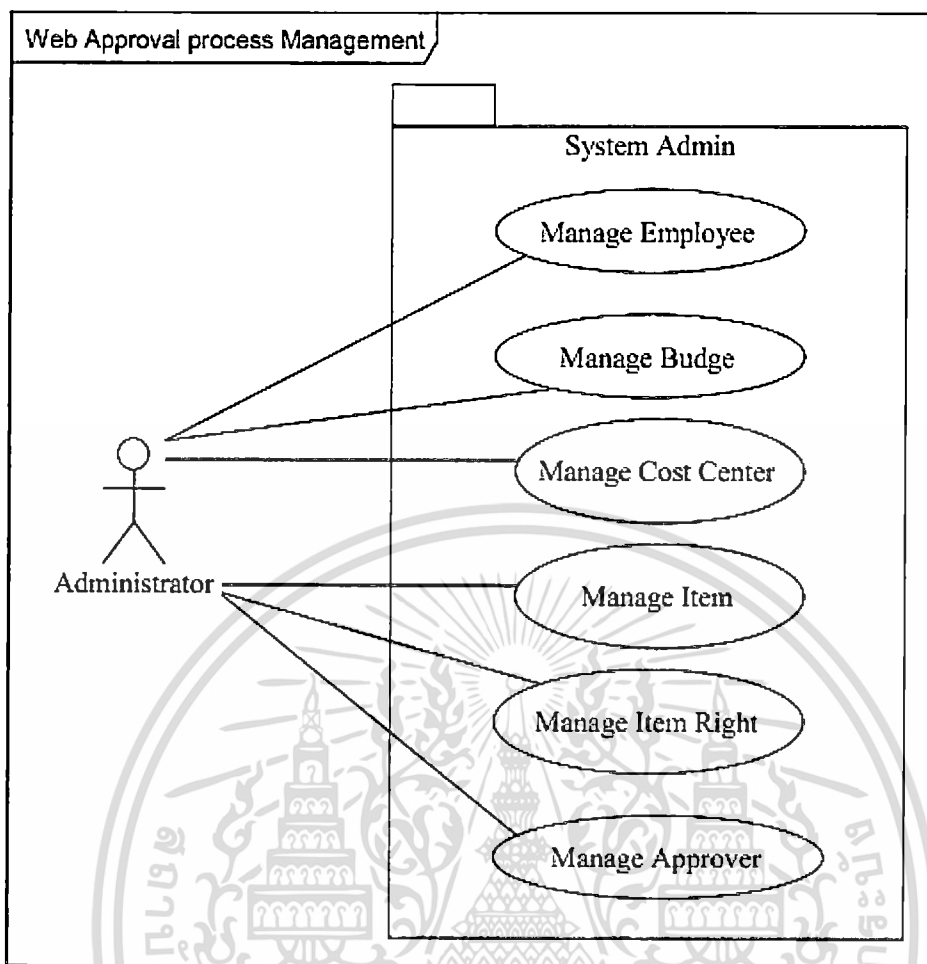 Web Approval process Management
System Admin
Manage Employee
Manage Budge
Manage Cost Center
Administrator
Manage Item
Manage Item Right
Manage Approver